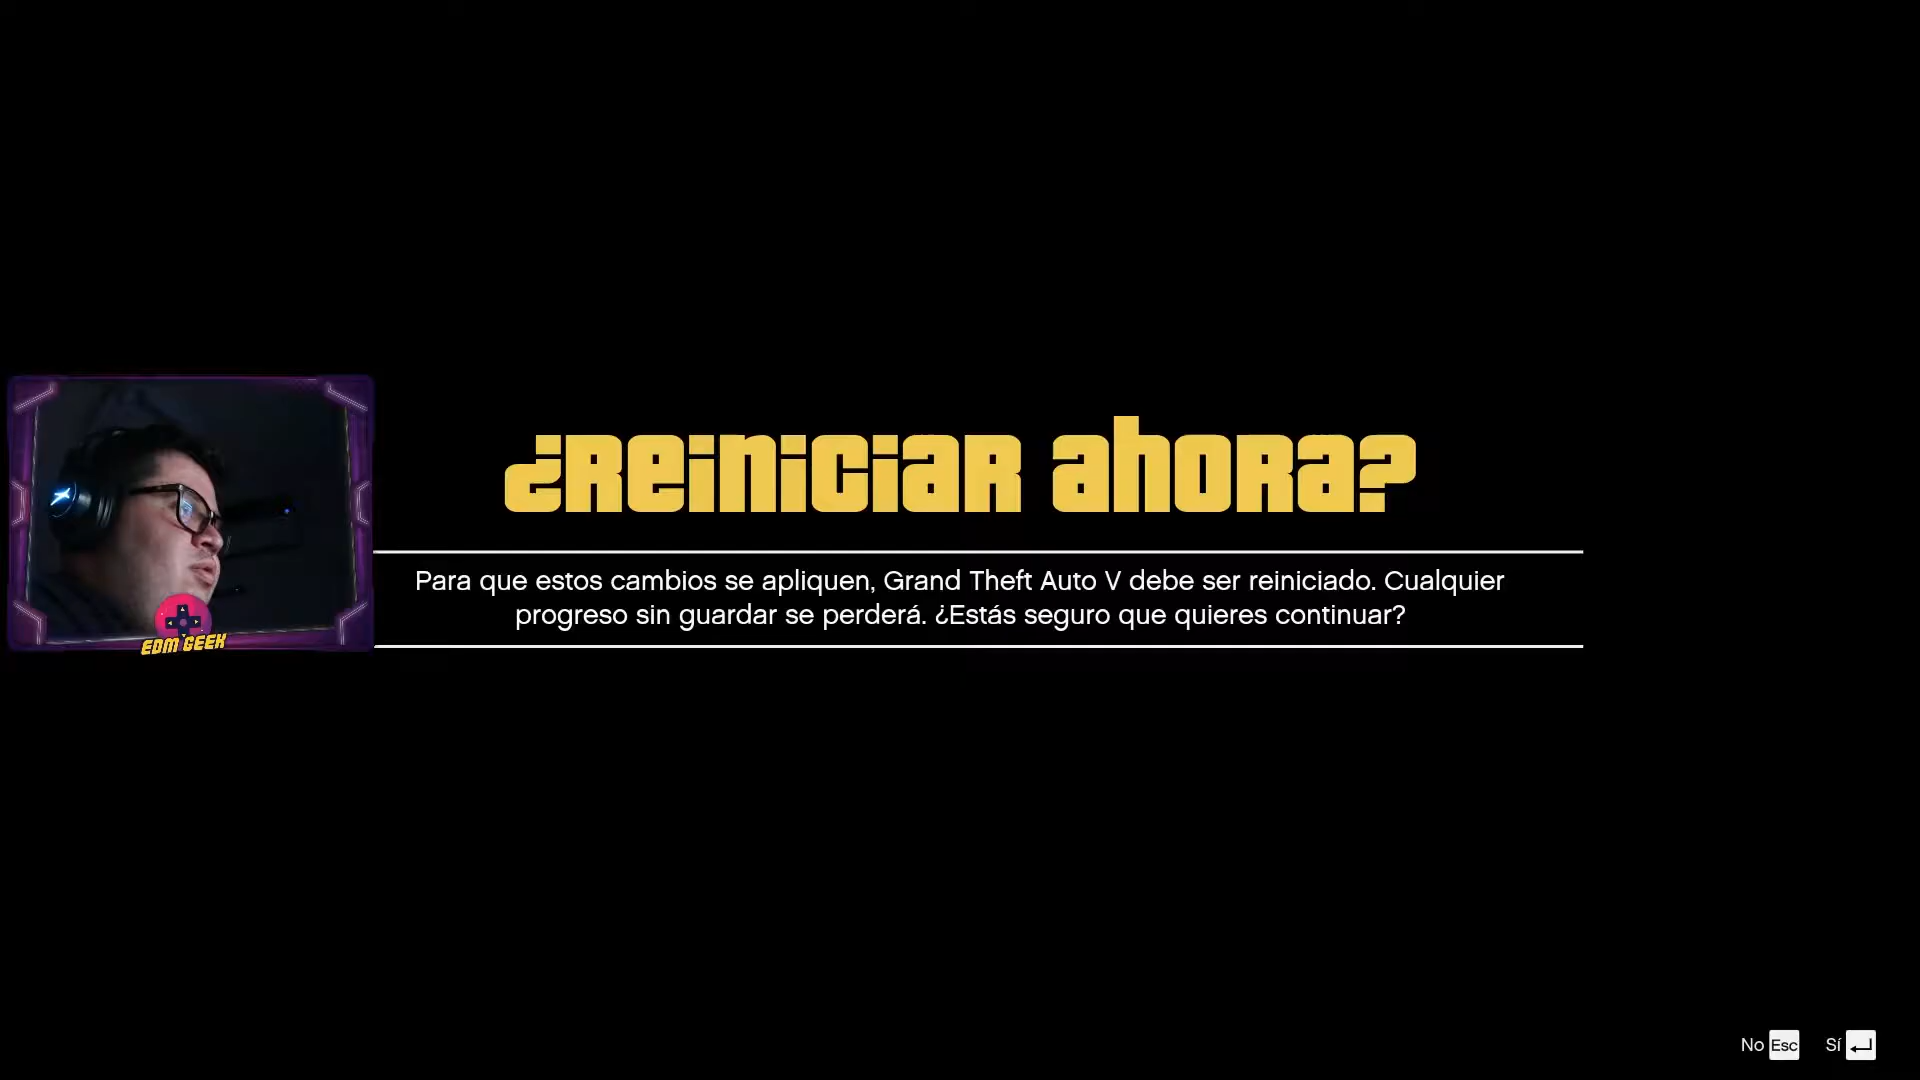 ¿Reiniciar ahora?
Para que estos cambios se apliquen, Grand Theft Auto V debe ser reiniciado. Cualquier
progreso sin guardar se perderá. ¿Estás seguro que quieres continuar?
EDM GEEK
No Esc Sí